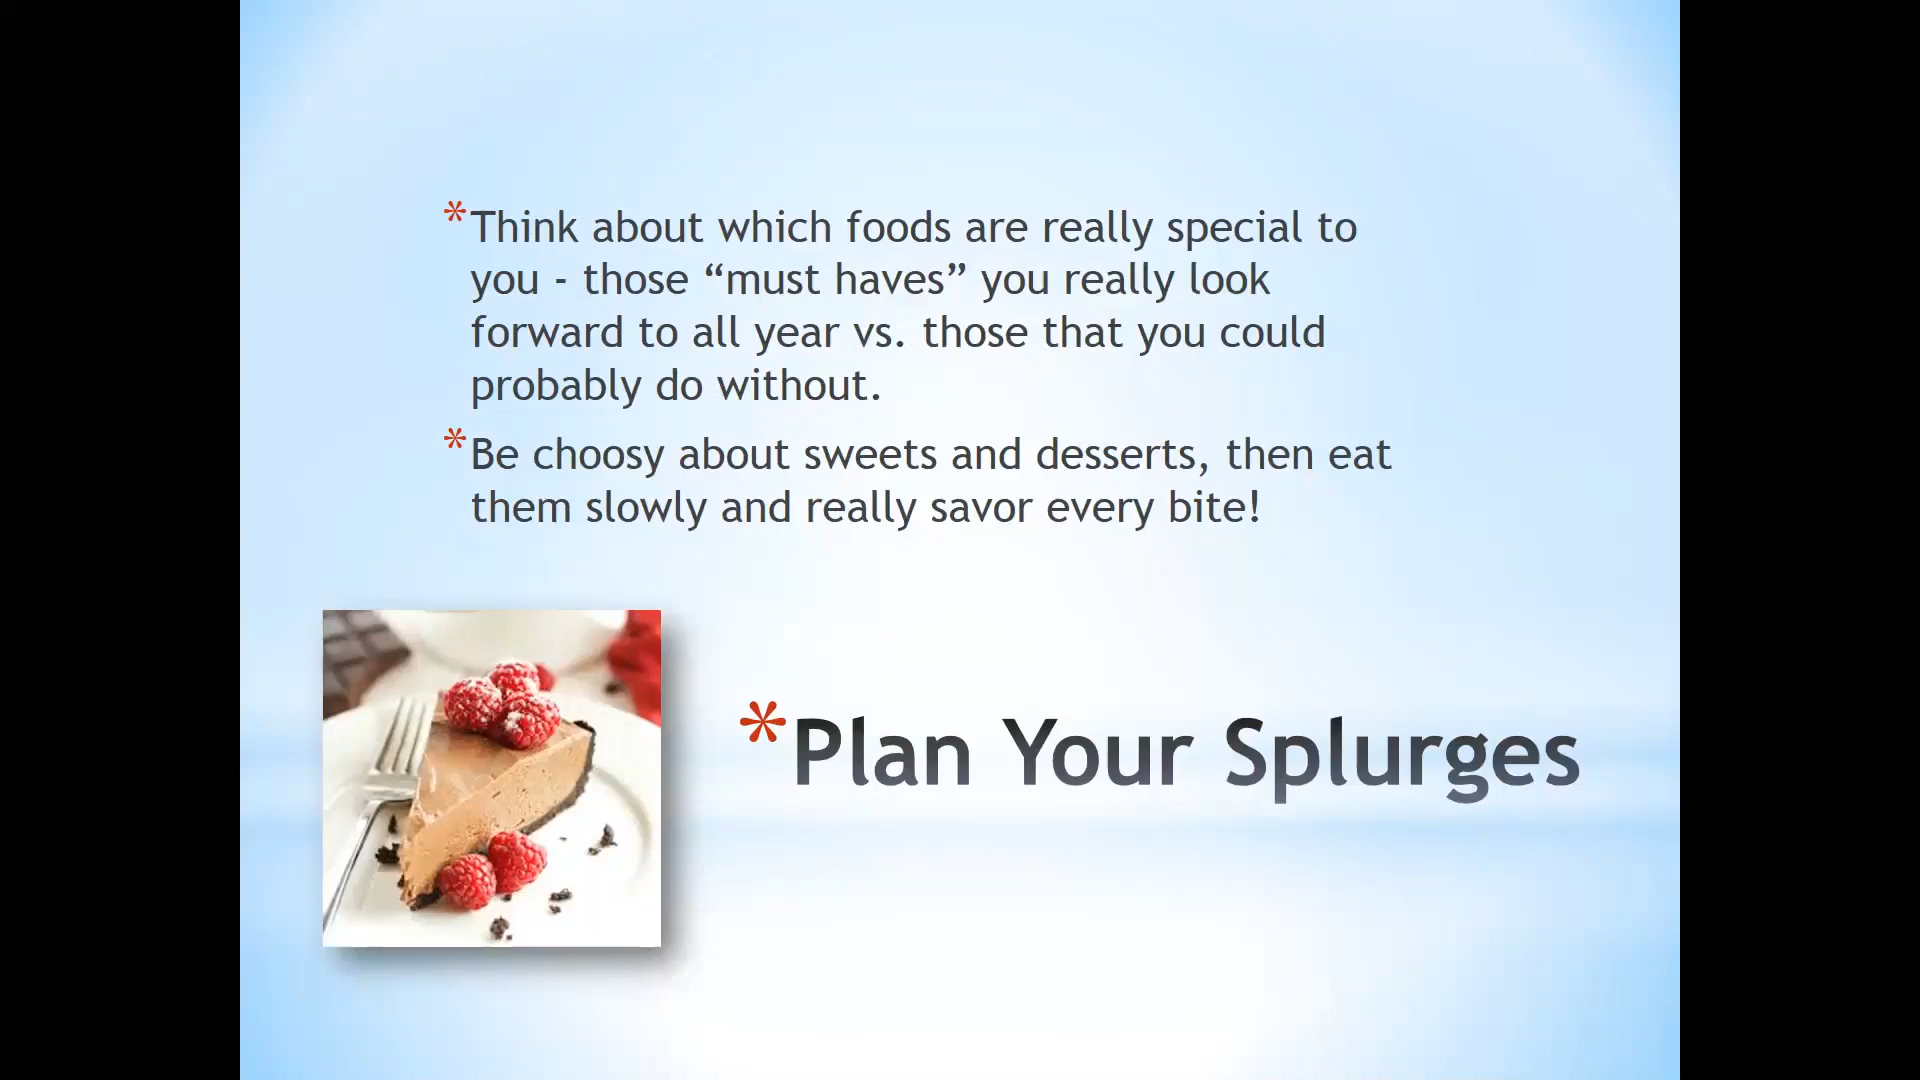 *Think about which foods are really special to
you - those “must haves” you really look
forward to all year vs. those that you could
probably do without.
*Be choosy about sweets and desserts, then eat
them slowly and really savor every bite!
*Plan Your Splurges